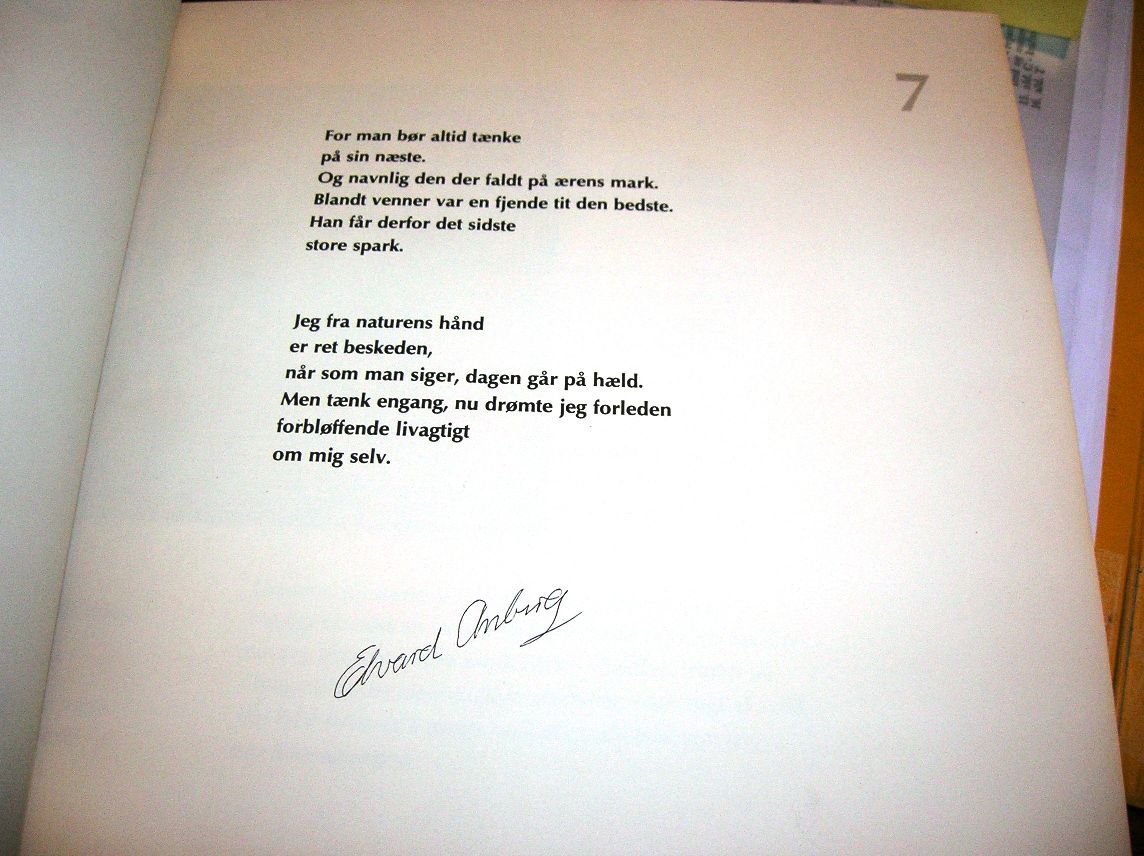 7
For man bør altid tænke
på sin næste.
Og navnlig den der faldt på ærens mark.
Blandt venner var en fjende tit den bedste.
Han får derfor det sidste
store spark.
Jeg fra naturens hånd
er ret beskeden,
når som man siger, dagen går på hæld.
Men tænk engang, nu drømte jeg forleden
forbløffende livagtigt
om mig selv.